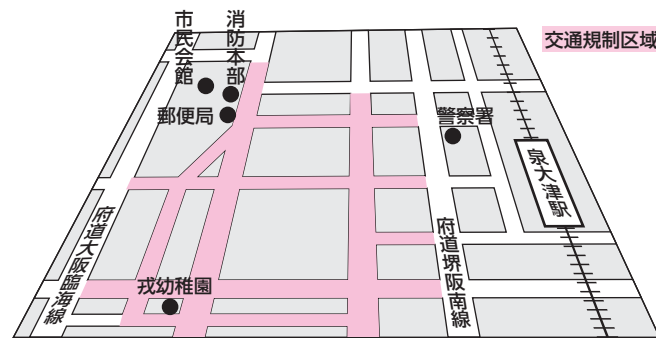 市民会館
消防本部
交通規制区域
郵便局
警察署
泉大津駅
府道大阪臨海線
府道堺阪南線
戎幼稚園